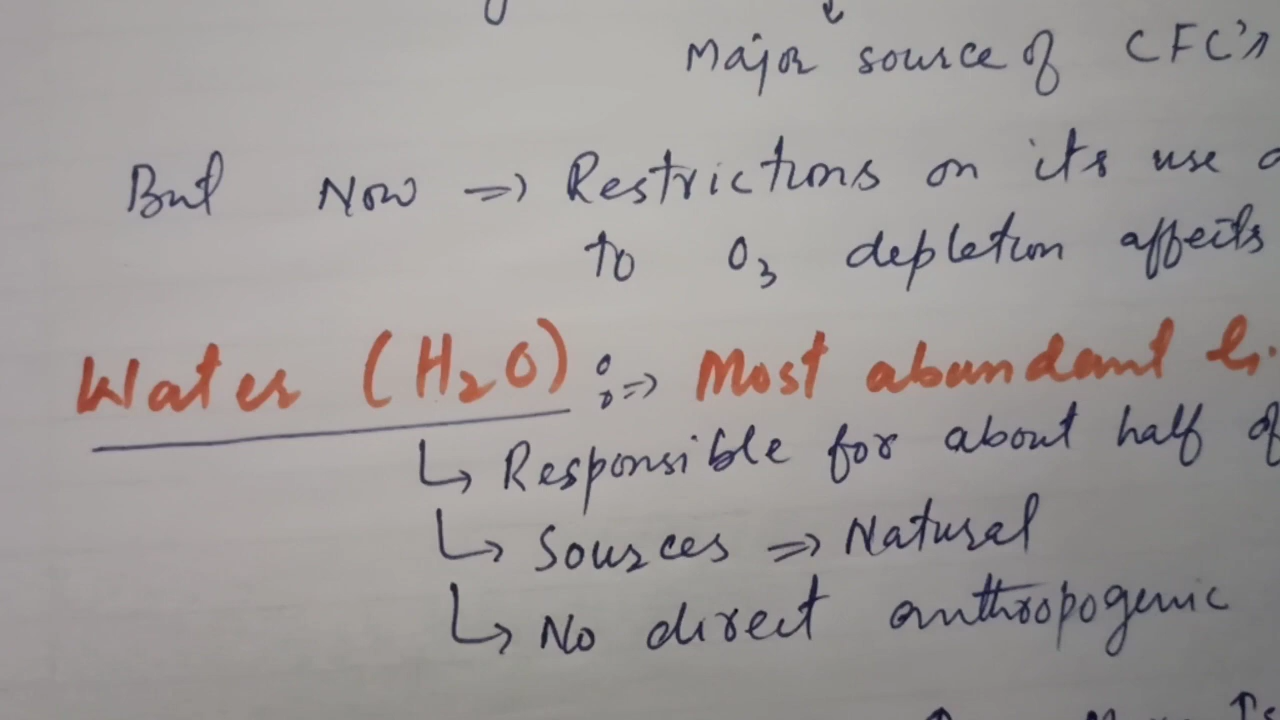 Major source of CFC's
But Now => Restrictions on its use
to O3 depletion affects
Water (H2O) :=> Most abundant
↳ Responsible for about half of
↳ Sources => Natural
↳ No direct anthropogenic